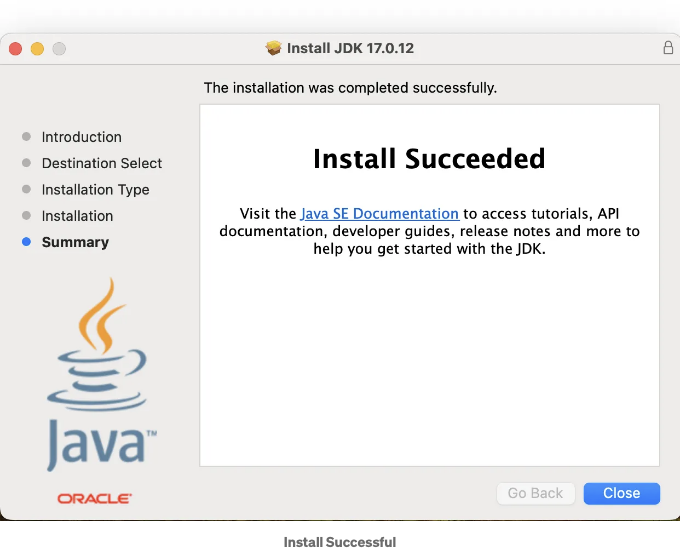 Install JDK 17.0.12
The installation was completed successfully.
Introduction
Destination Select
Installation Type
Installation
Summary
Install Succeeded
Visit the Java SE Documentation to access tutorials, API
documentation, developer guides, release notes and more to
help you get started with the JDK.
Java™
ORACLE®
Go Back
Close
Install Successful